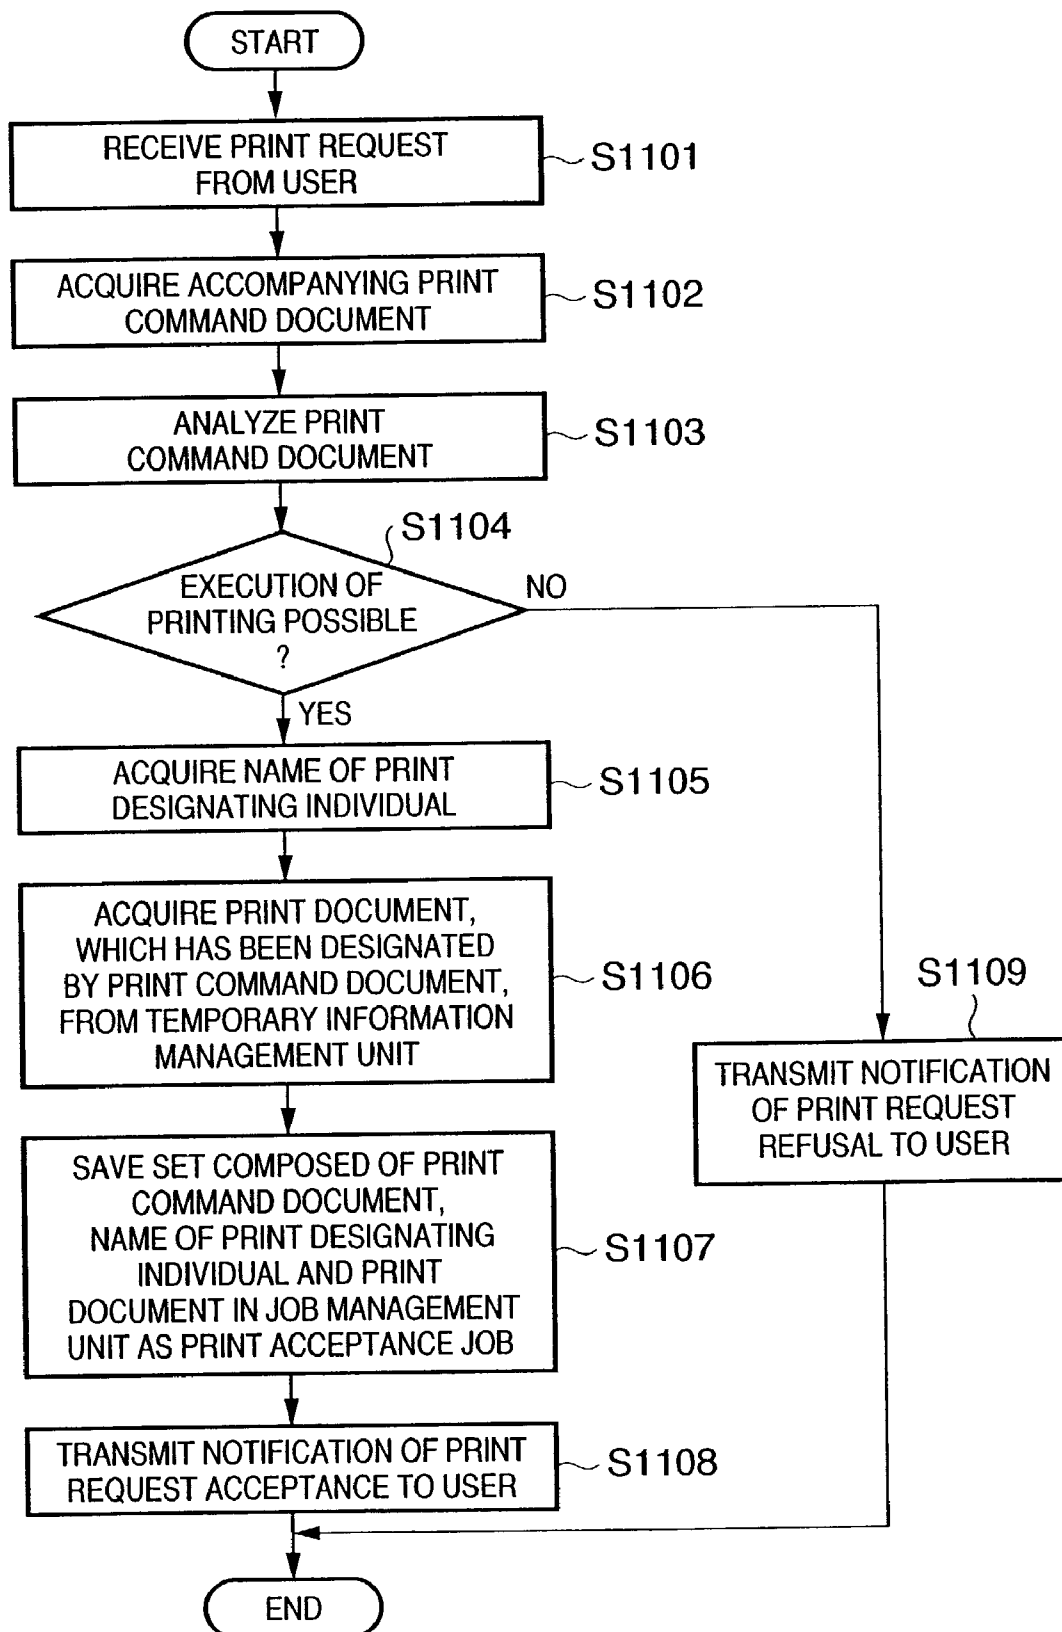 START
RECEIVE PRINT REQUEST
FROM USER
S1101
ACQUIRE ACCOMPANYING PRINT
COMMAND DOCUMENT
S1102
ANALYZE PRINT
COMMAND DOCUMENT
S1103
S1104
EXECUTION OF
PRINTING POSSIBLE
?
NO
YES
ACQUIRE NAME OF PRINT
DESIGNATING INDIVIDUAL
S1105
ACQUIRE PRINT DOCUMENT,
WHICH HAS BEEN DESIGNATED
BY PRINT COMMAND DOCUMENT,
FROM TEMPORARY INFORMATION
MANAGEMENT UNIT
S1106
S1109
TRANSMIT NOTIFICATION
OF PRINT REQUEST
REFUSAL TO USER
SAVE SET COMPOSED OF PRINT
COMMAND DOCUMENT,
NAME OF PRINT DESIGNATING
INDIVIDUAL AND PRINT
DOCUMENT IN JOB MANAGEMENT
UNIT AS PRINT ACCEPTANCE JOB
S1107
TRANSMIT NOTIFICATION OF PRINT
REQUEST ACCEPTANCE TO USER
S1108
END